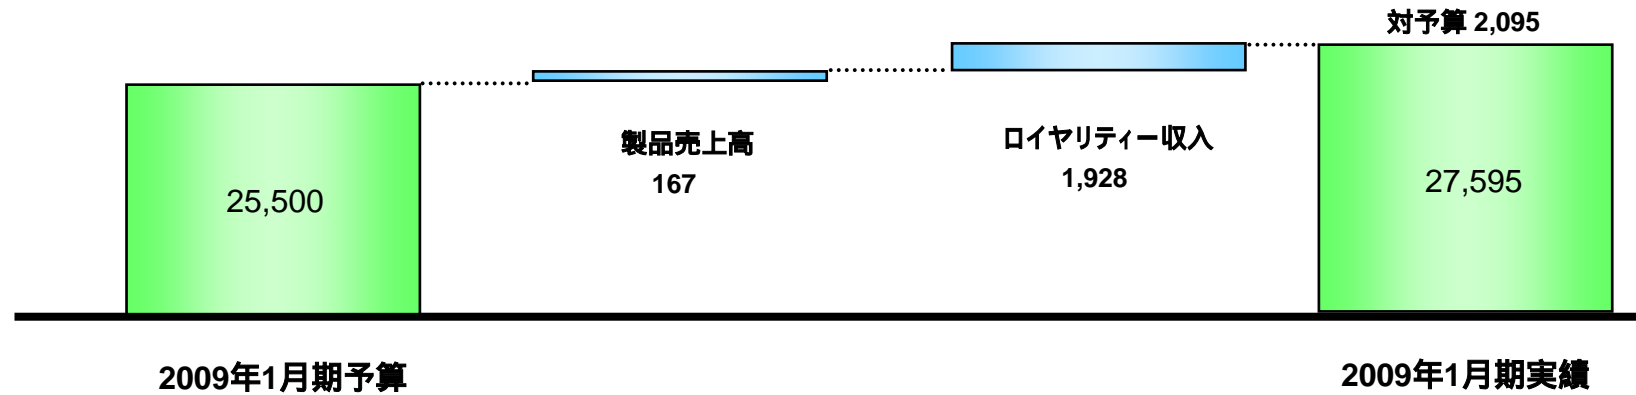 対予算 2,095
製品売上高
167
ロイヤリティー収入
1,928
25,500
27,595
2009年1月期予算
2009年1月期実績